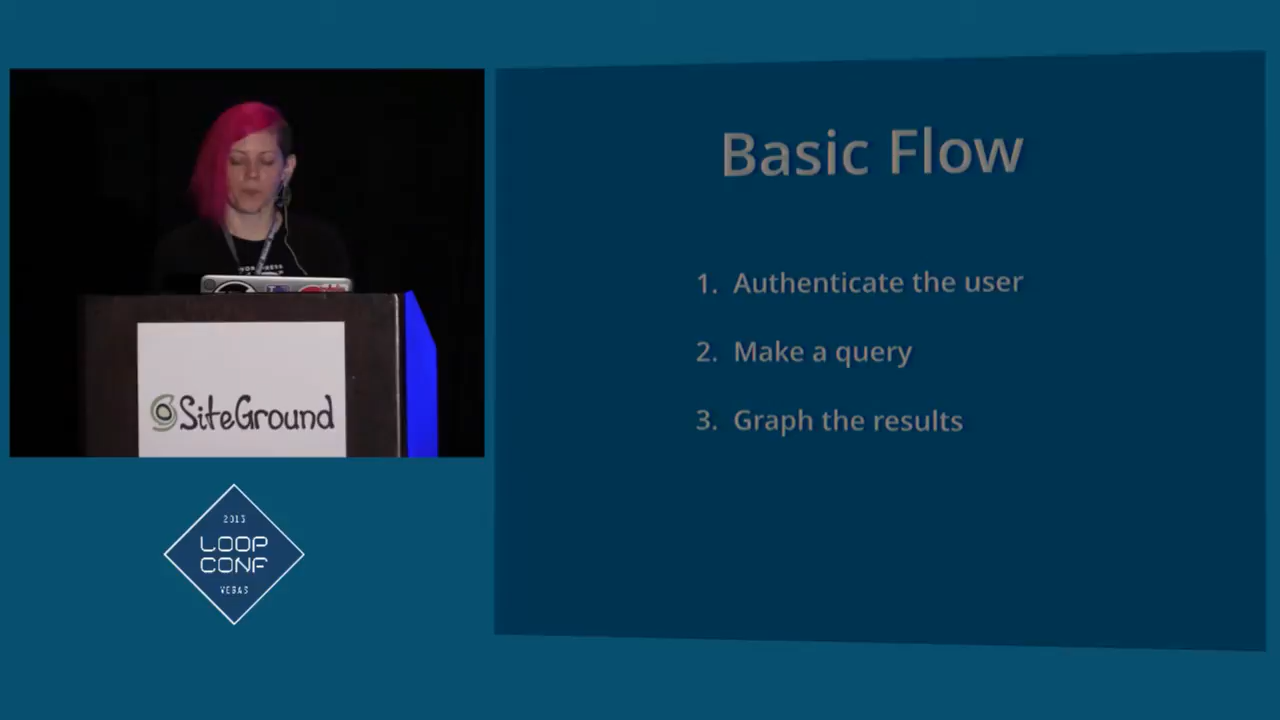 Basic Flow
1. Authenticate the user
2. Make a query
3. Graph the results
SiteGround
2015
LOOP
CONF
VEGAS